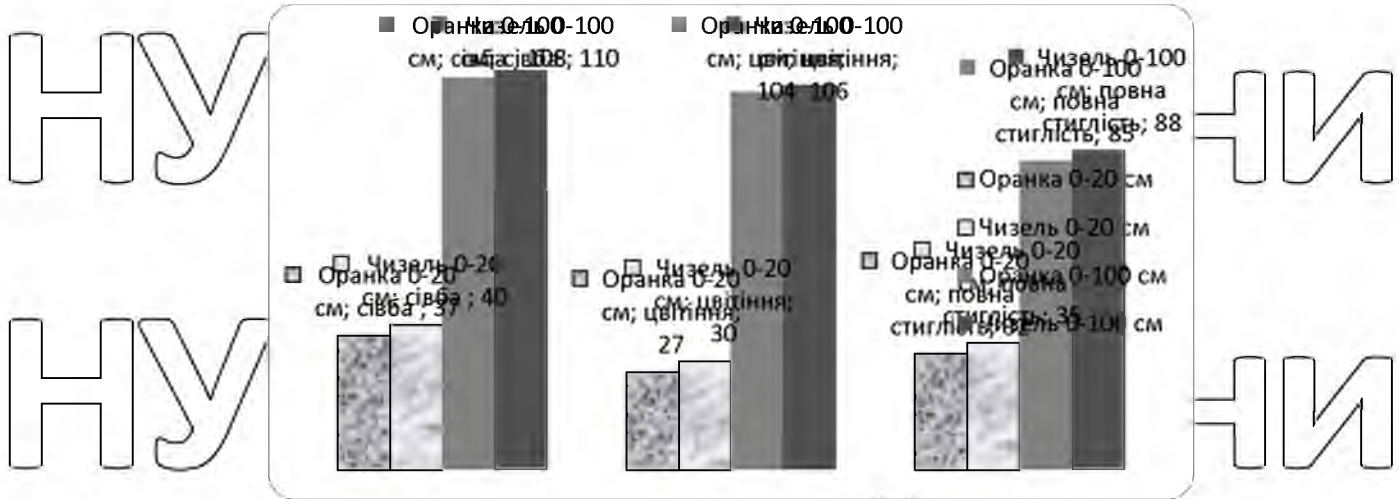 НУ
Оранка 0-100
см; сівба ; 108
Чизель 0-100
см; сівба ; 110
Оранка 0-100
см; цвітіння;
104
Чизель 0-100
см; цвітіння;
106
Оранка 0-100
см; повна
стиглість; 85
Чизель 0-100
см; повна
стиглість; 88
чи
Оранка 0-20
см; сівба ; 37
Чизель 0-20
см; сівба ; 40
Оранка 0-20
см; цвітіння;
27
Чизель 0-20
см; цвітіння;
30
Оранка 0-20
см; повна
стиглість;
Чизель 0-20
см; повна
стиглість; 35
Оранка 0-20 см
Чизель 0-20 см
Оранка 0-100 см
Чизель 0-100 см
НУ
чи